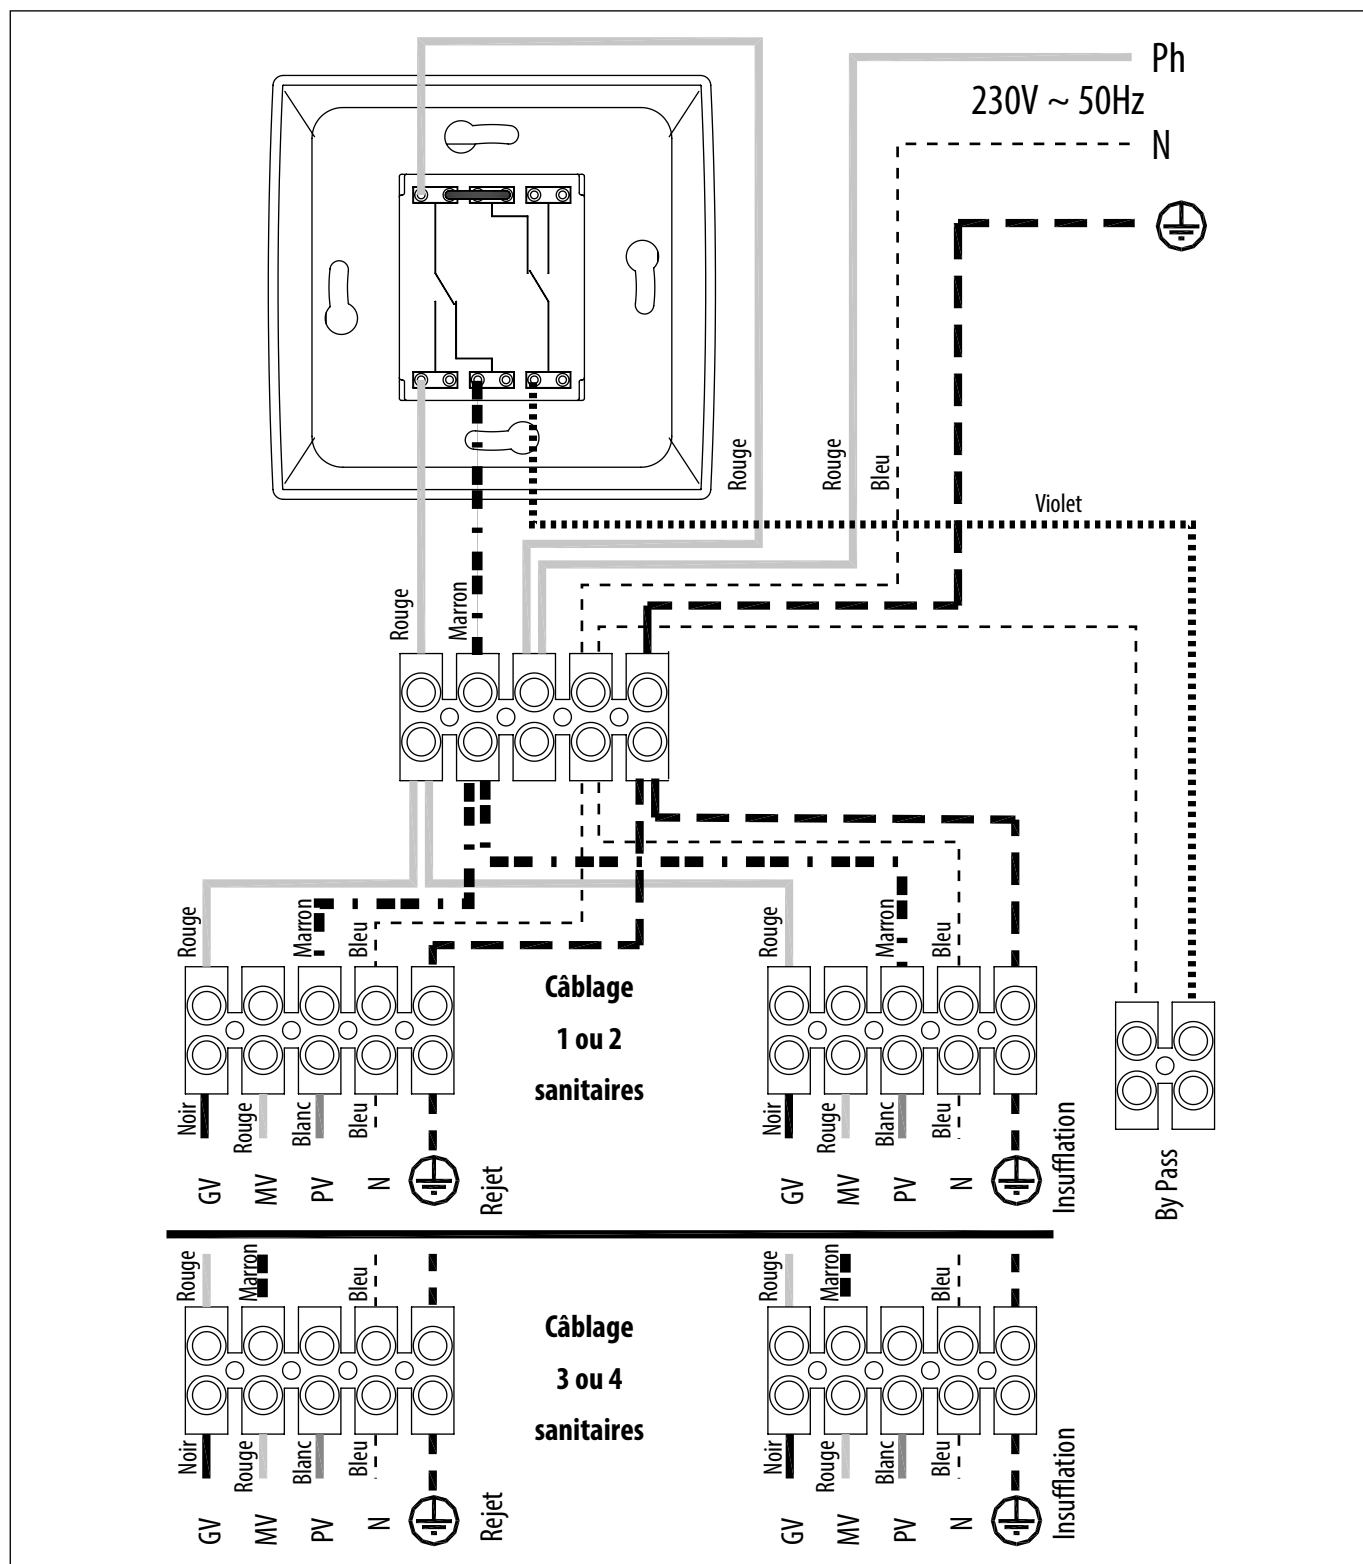 Ph
230V ~ 50Hz
N
Rouge
Rouge
Bleu
Violet
Rouge
Marron
Rouge
Marron
Bleu
Rouge
Marron
Bleu
Câblage
1 ou 2
sanitaires
Noir
Rouge
Blanc
Bleu
Noir
Rouge
Blanc
Bleu
GV
MV
PV
N
Rejet
GV
MV
PV
N
Insufflation
By Pass
Rouge
Marron
Bleu
Rouge
Marron
Bleu
Câblage
3 ou 4
sanitaires
Noir
Rouge
Blanc
Bleu
Noir
Rouge
Blanc
Bleu
GV
MV
PV
N
Rejet
GV
MV
PV
N
Insufflation